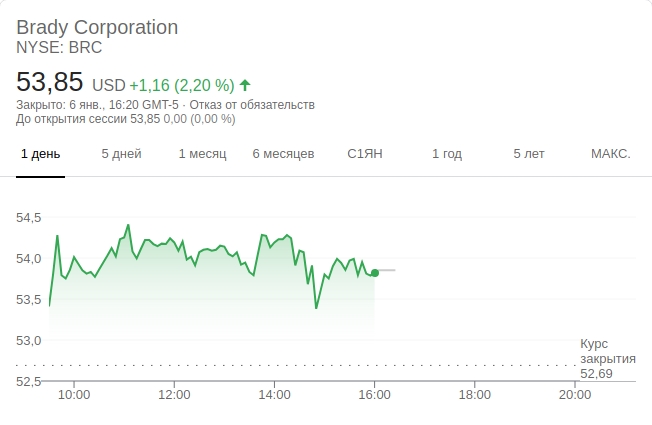 Brady Corporation
NYSE: BRC
53,85 USD +1,16 (2,20 %)
Закрыто: 6 янв., 16:20 GMT-5 · Отказ от обязательств
До открытия сессии 53,85 0,00 (0,00 %)
1 день 5 дней 1 месяц 6 месяцев С1ЯН 1 год 5 лет МАКС.
54,5
54,0
53,5
53,0
Курс
закрытия
52,69
52,5
10:00 12:00 14:00 16:00 18:00 20:00